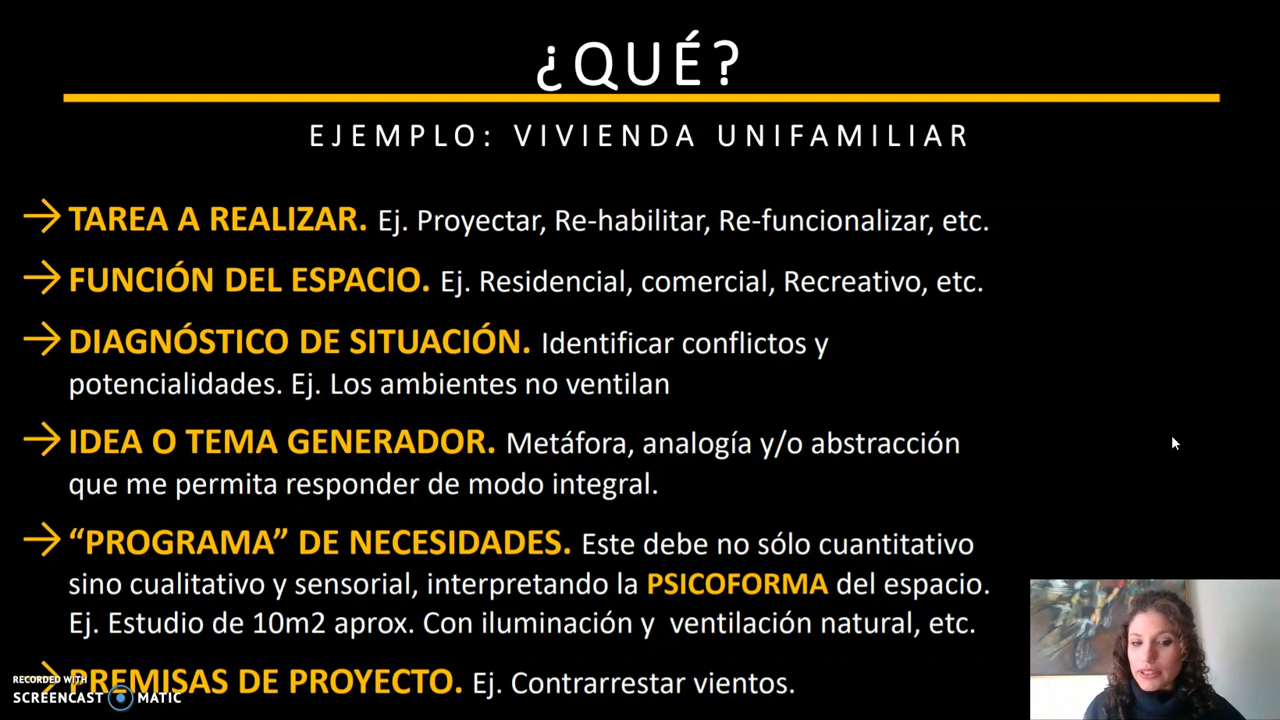 ¿QUÉ?
EJEMPLO: VIVIENDA UNIFAMILIAR
→ TAREA A REALIZAR. Ej. Proyectar, Re-habilitar, Re-funcionalizar, etc.
→ FUNCIÓN DEL ESPACIO. Ej. Residencial, comercial, Recreativo, etc.
→ DIAGNÓSTICO DE SITUACIÓN. Identificar conflictos y
potencialidades. Ej. Los ambientes no ventilan
→ IDEA O TEMA GENERADOR. Metáfora, analogía y/o abstracción
que me permita responder de modo integral.
→ “PROGRAMA” DE NECESIDADES. Este debe no sólo cuantitativo
sino cualitativo y sensorial, interpretando la PSICOFORMA del espacio.
Ej. Estudio de 10m2 aprox. Con iluminación y ventilación natural, etc.
→ PREMISAS DE PROYECTO. Ej. Contrarrestar vientos.
RECORDED WITH
SCREENCAST MATIC